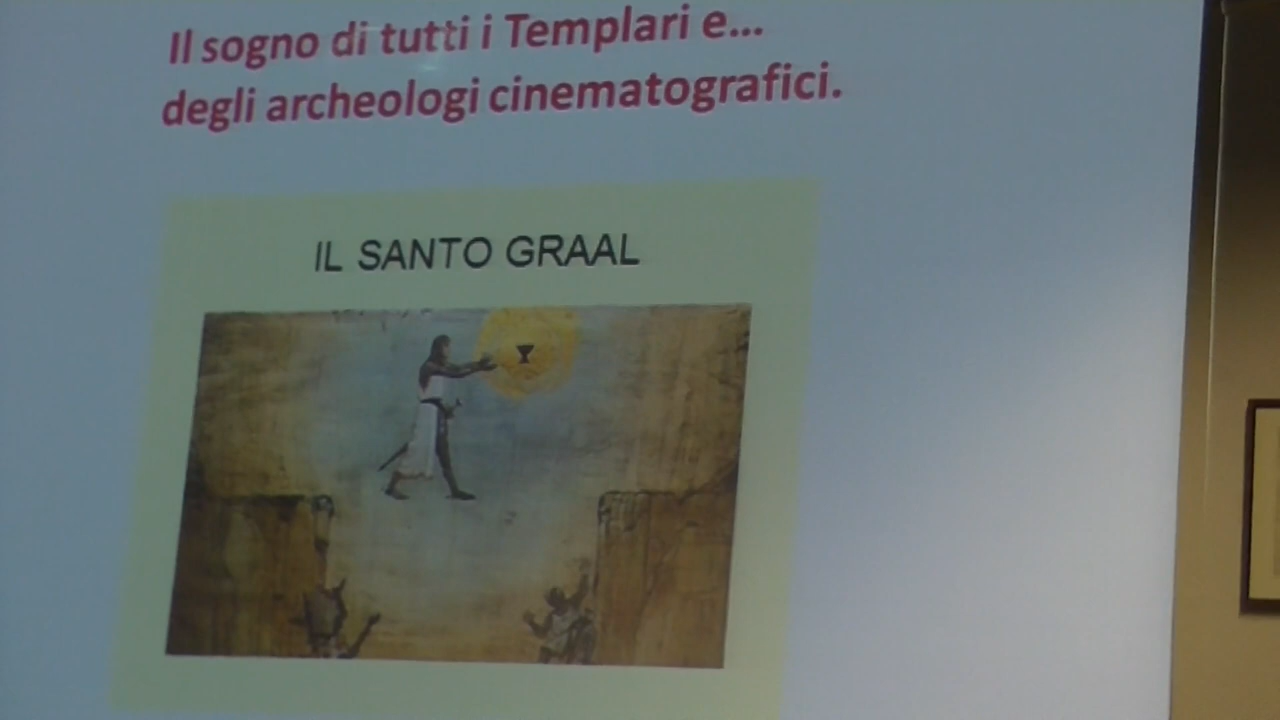 Il sogno di tutti i Templari e...
degli archeologi cinematografici.
IL SANTO GRAAL